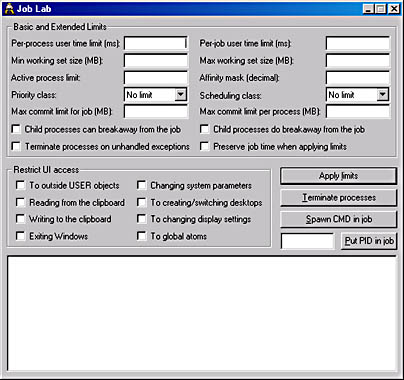 Job Lab
Basic and Extended Limits
Per-process user time limit (ms): Per-job user time limit (ms):
Min working set size (MB): Max working set size (MB):
Active process limit: Affinity mask (decimal):
Priority class: No limit Scheduling class: No limit
Max commit limit for job (MB): Max commit limit per process (MB):
Child processes can breakaway from the job Child processes do breakaway from the job
Terminate processes on unhandled exceptions Preserve job time when applying limits
Restrict UI access
To outside USER objects Changing system parameters
Reading from the clipboard To creating/switching desktops
Writing to the clipboard To changing display settings
Exiting Windows To global atoms
Apply limits
Terminate processes
Spawn CMD in job
Put PID in job